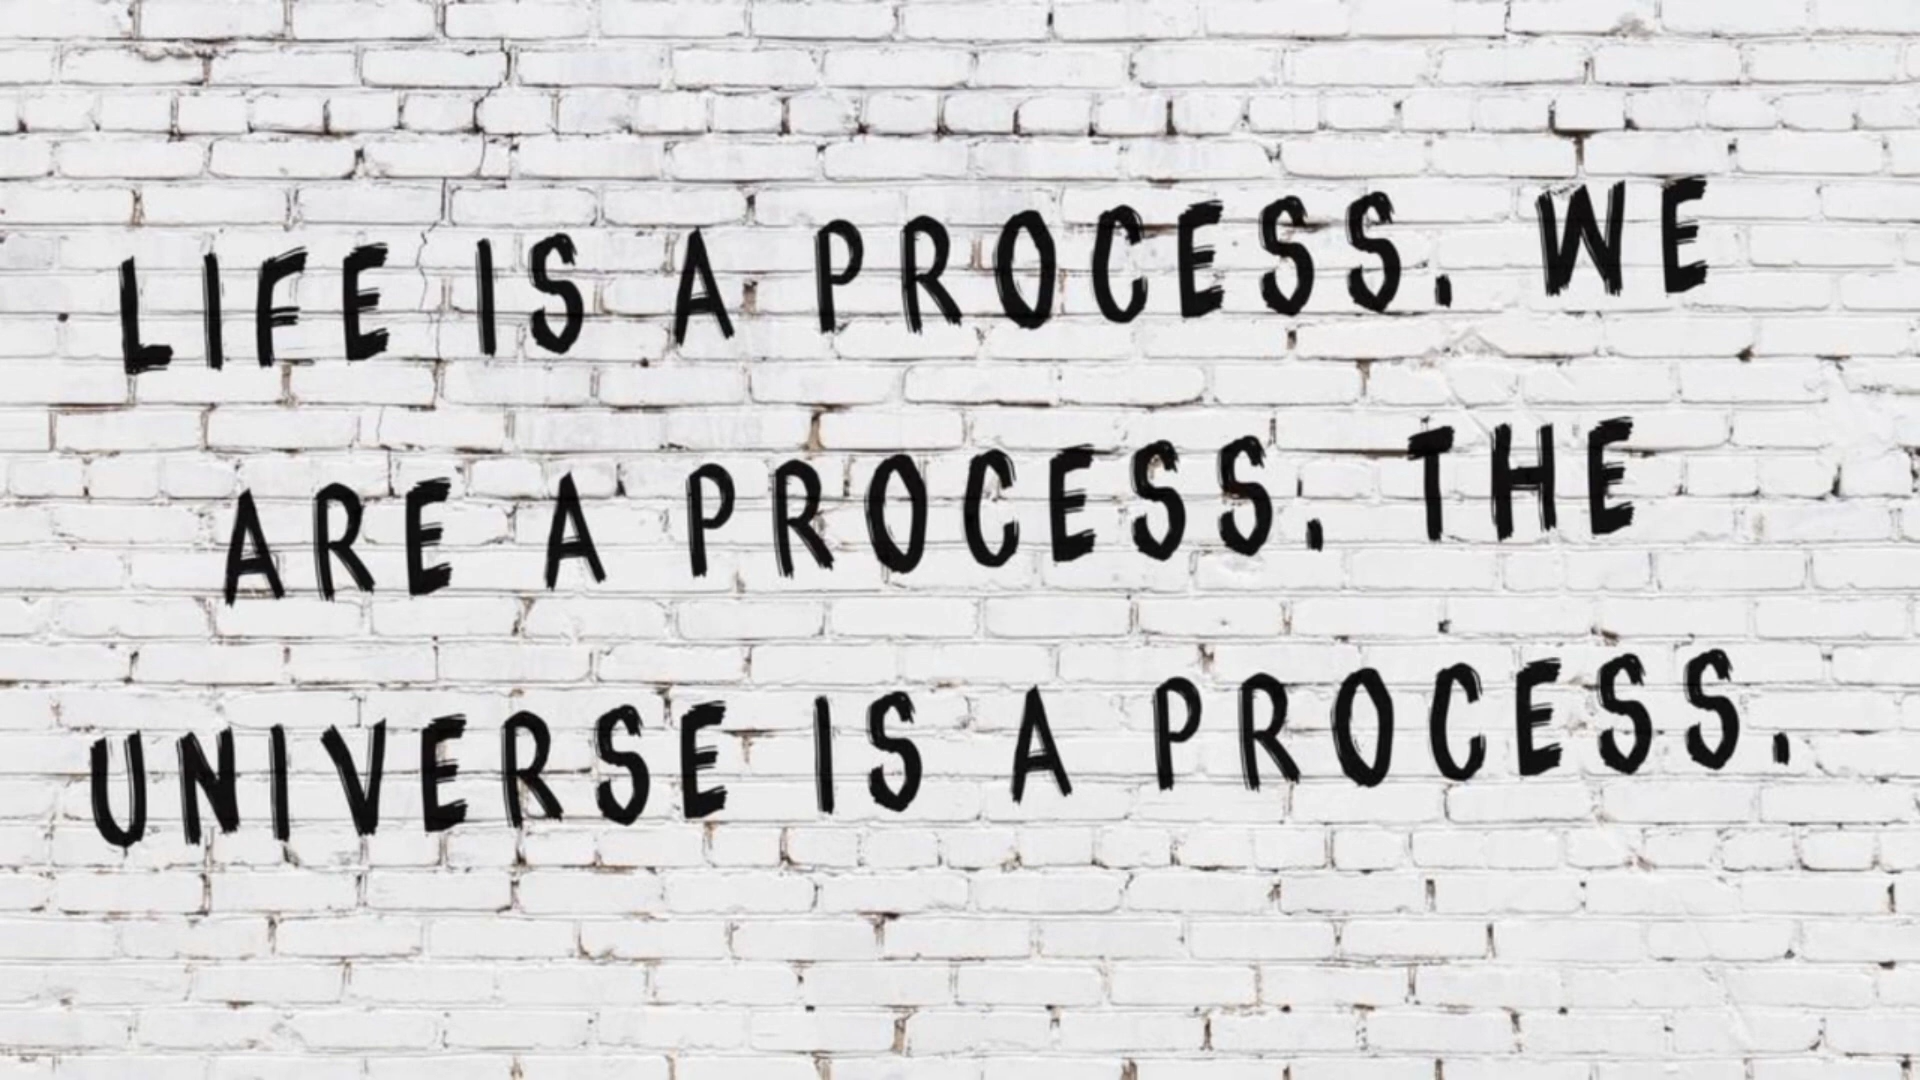 LIFE IS A PROCESS. WE
ARE A PROCESS. THE
UNIVERSE IS A PROCESS.